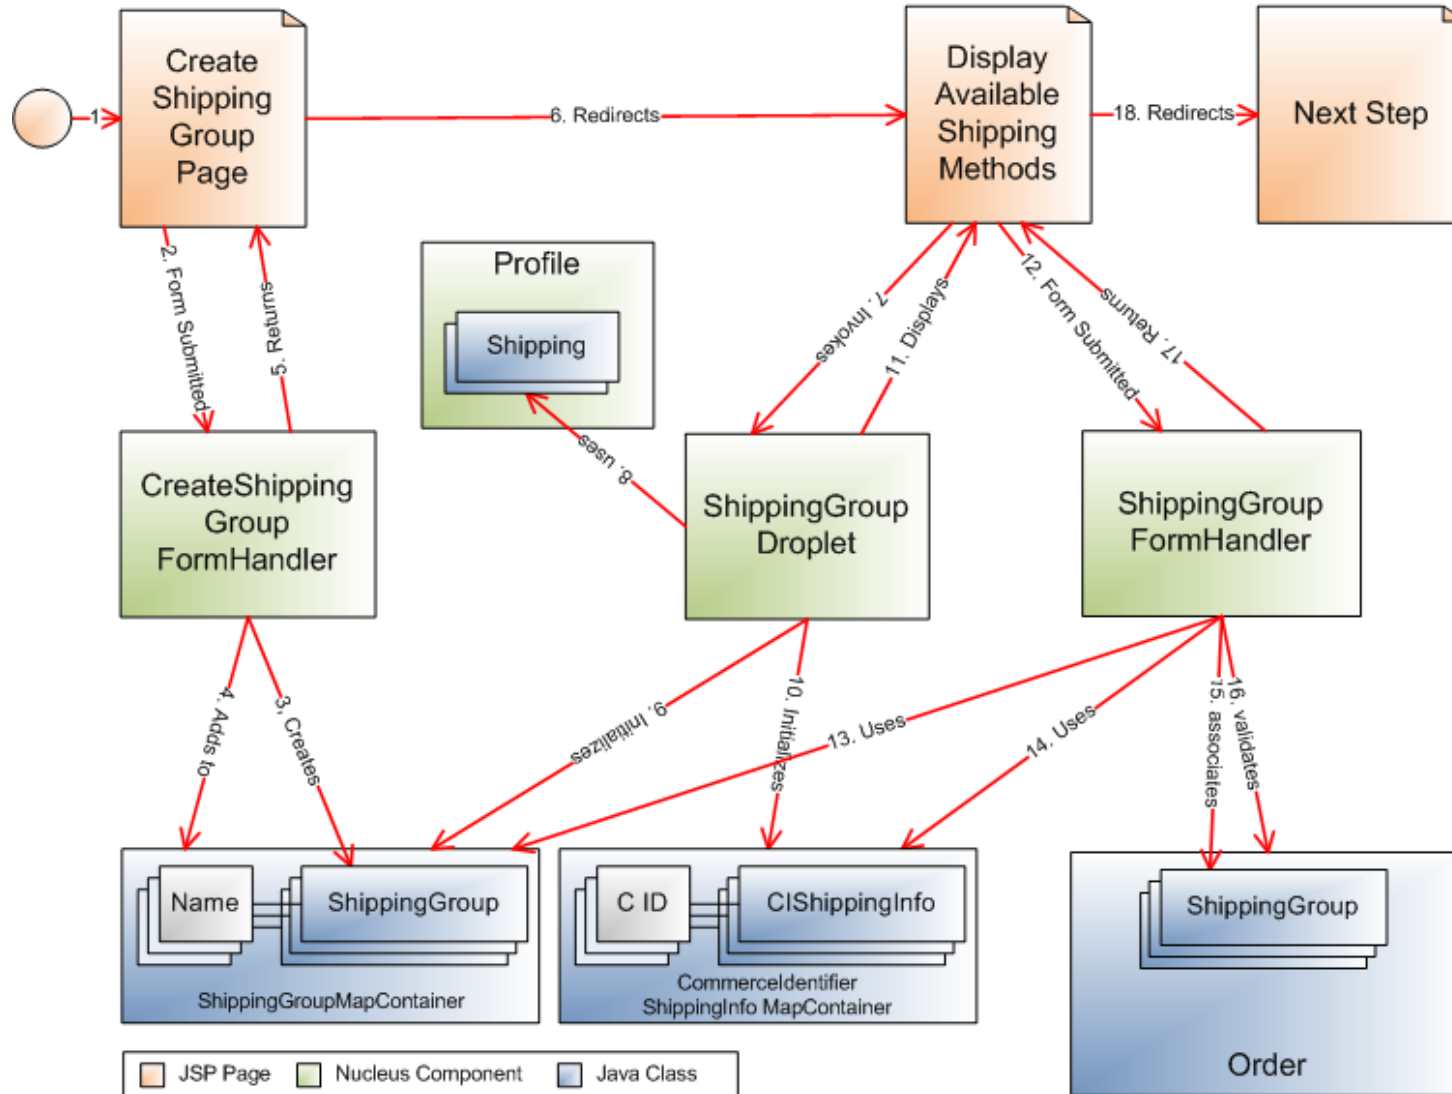 Create
Shipping
Group
Page
1
6. Redirects
Display
Available
Shipping
Methods
18. Redirects
Next Step
2. Form Submitted
5. Returns
Profile
Shipping
7. Invokes
11. Displays
12. Form Submitted
17. Returns
8. uses
CreateShipping
Group
FormHandler
ShippingGroup
Droplet
ShippingGroup
FormHandler
4. Adds to
3, Creates
9. Initializes
10. Initializes
13. Uses
14. Uses
15. associates
16. validates
Name
ShippingGroup
ShippingGroupMapContainer
C ID
CIShippingInfo
CommerceIdentifier
ShippingInfo MapContainer
ShippingGroup
Order
JSP Page
Nucleus Component
Java Class